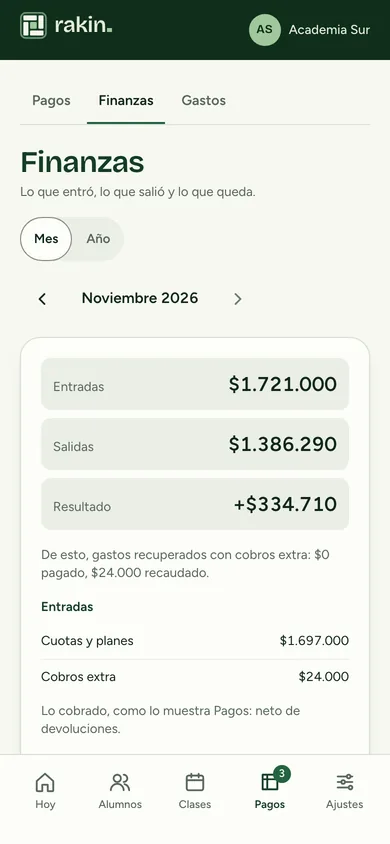 rakin.
AS
Academia Sur
Pagos
Finanzas
Gastos
Finanzas
Lo que entró, lo que salió y lo que queda.
Mes
Año
Noviembre 2026
Entradas
$1.721.000
Salidas
$1.386.290
Resultado
+$334.710
De esto, gastos recuperados con cobros extra: $0
pagado, $24.000 recaudado.
Entradas
Cuotas y planes
$1.697.000
Cobros extra
$24.000
Lo cobrado, como lo muestra Pagos: neto de
devoluciones.
3
Hoy
Alumnos
Clases
Pagos
Ajustes